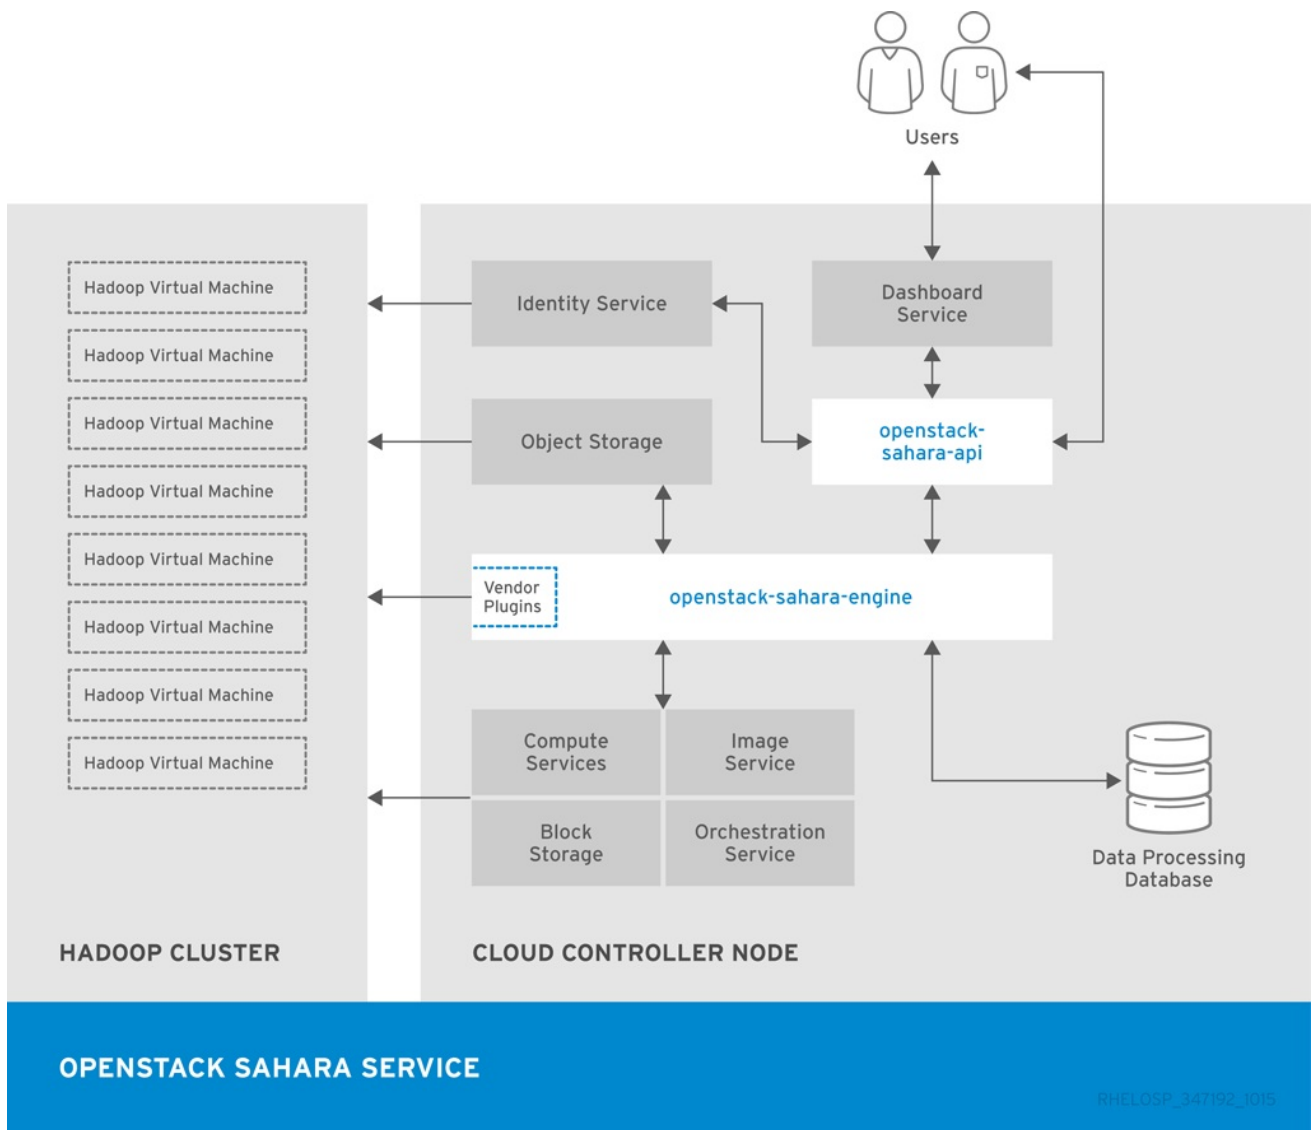 Users
Hadoop Virtual Machine
Hadoop Virtual Machine
Hadoop Virtual Machine
Hadoop Virtual Machine
Hadoop Virtual Machine
Hadoop Virtual Machine
Hadoop Virtual Machine
Hadoop Virtual Machine
HADOOP CLUSTER
Identity Service
Dashboard
Service
Object Storage
openstack-
sahara-api
Vendor
Plugins
openstack-sahara-engine
Compute
Services
Image
Service
Block
Storage
Orchestration
Service
Data Processing
Database
CLOUD CONTROLLER NODE
OPENSTACK SAHARA SERVICE
RHELOSP_347192_1015